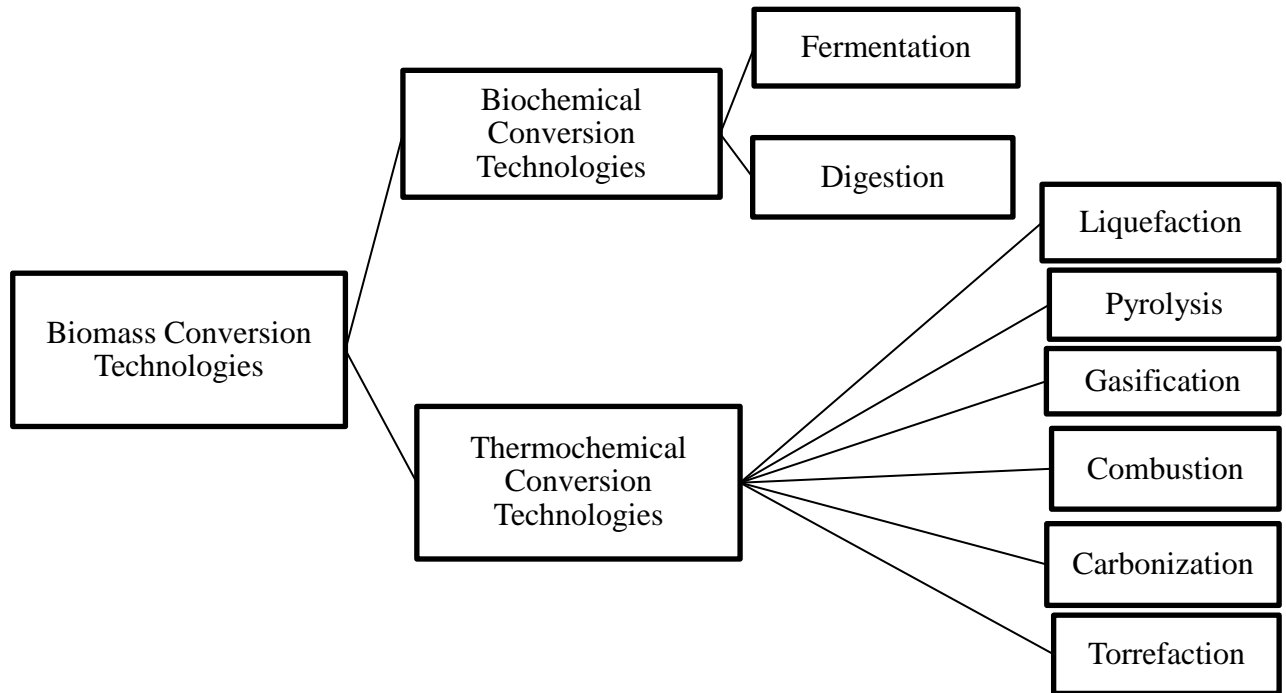 Fermentation
Biochemical
Conversion
Technologies
Digestion
Liquefaction
Pyrolysis
Biomass Conversion
Technologies
Gasification
Thermochemical
Conversion
Technologies
Combustion
Carbonization
Torrefaction